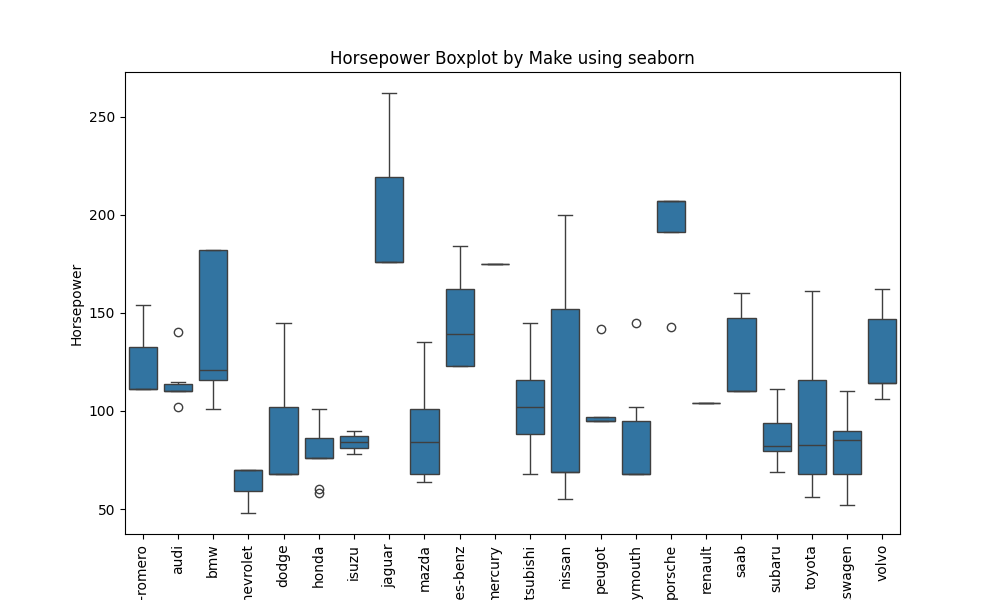 Horsepower Boxplot by Make using seaborn
Horsepower
250
200
150
100
50
-romero
audi
bmw
hevrolet
dodge
honda
isuzu
jaguar
mazda
es-benz
mercury
tsubishi
nissan
peugot
ymouth
porsche
renault
saab
subaru
toyota
swagen
volvo